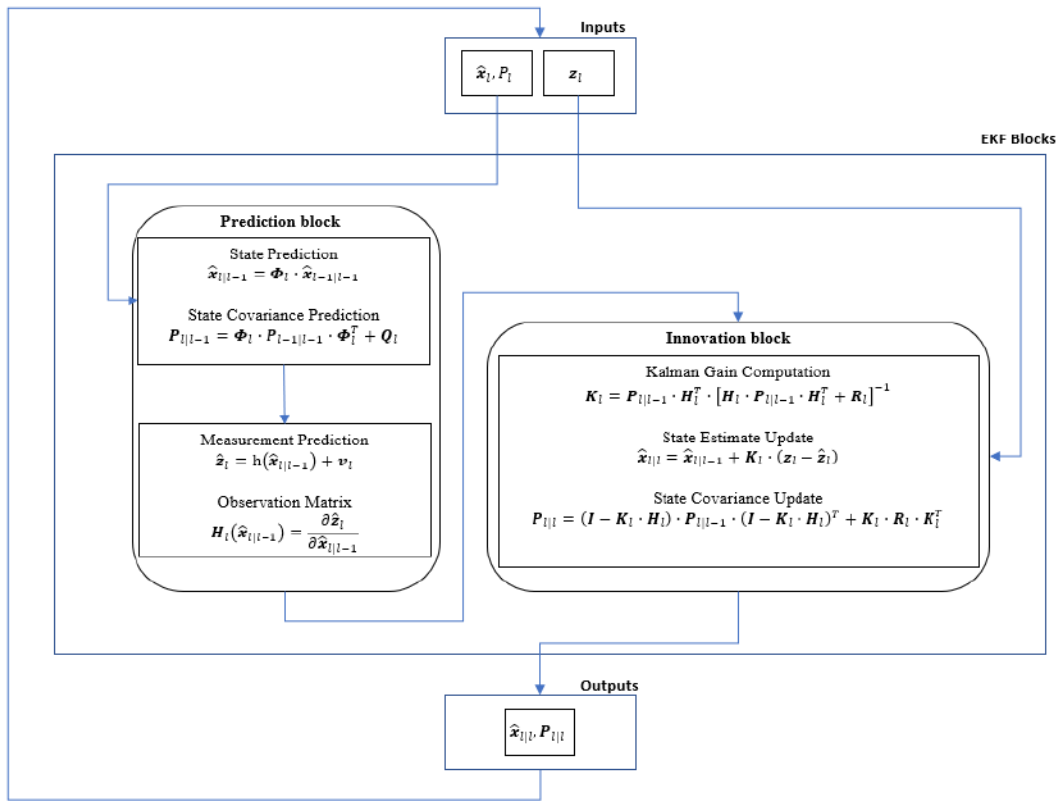 Inputs
x̂_l, P_l
z_l
EKF Blocks
Prediction block
State Prediction
x̂_{l|l−1} = Φ_l · x̂_{l−1|l−1}
State Covariance Prediction
P_{l|l−1} = Φ_l · P_{l−1|l−1} · Φ_l^T + Q_l
Measurement Prediction
ẑ_l = h(x̂_{l|l−1}) + v_l
Observation Matrix
H_l(x̂_{l|l−1}) = ∂ẑ_l / ∂x̂_{l|l−1}
Innovation block
Kalman Gain Computation
K_l = P_{l|l−1} · H_l^T · [H_l · P_{l|l−1} · H_l^T + R_l]^{−1}
State Estimate Update
x̂_{l|l} = x̂_{l|l−1} + K_l · (z_l − ẑ_l)
State Covariance Update
P_{l|l} = (I − K_l · H_l) · P_{l|l−1} · (I − K_l · H_l)^T + K_l · R_l · K_l^T
Outputs
x̂_{l|l}, P_{l|l}